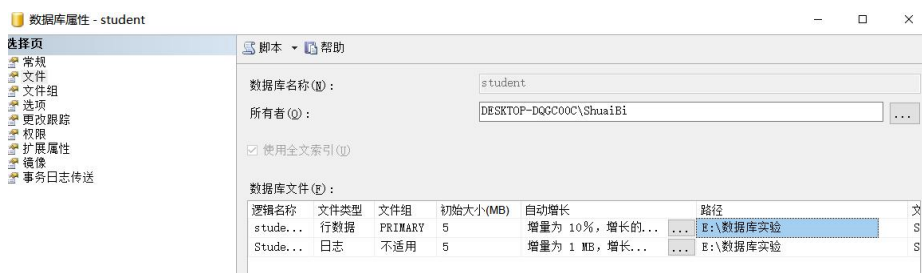 数据库属性 - student
选择页
常规
文件
文件组
选项
更改跟踪
权限
扩展属性
镜像
事务日志传送
脚本 帮助
数据库名称(N)： student
所有者(O)： DESKTOP-DQGC00C\ShuaiBi ...
使用全文索引(U)
数据库文件(F)：
逻辑名称 文件类型 文件组 初始大小(MB) 自动增长 路径 文
stude... 行数据 PRIMARY 5 增量为 10%，增长的... ... E:\数据库实验 S
Stude... 日志 不适用 5 增量为 1 MB，增长... ... E:\数据库实验 S